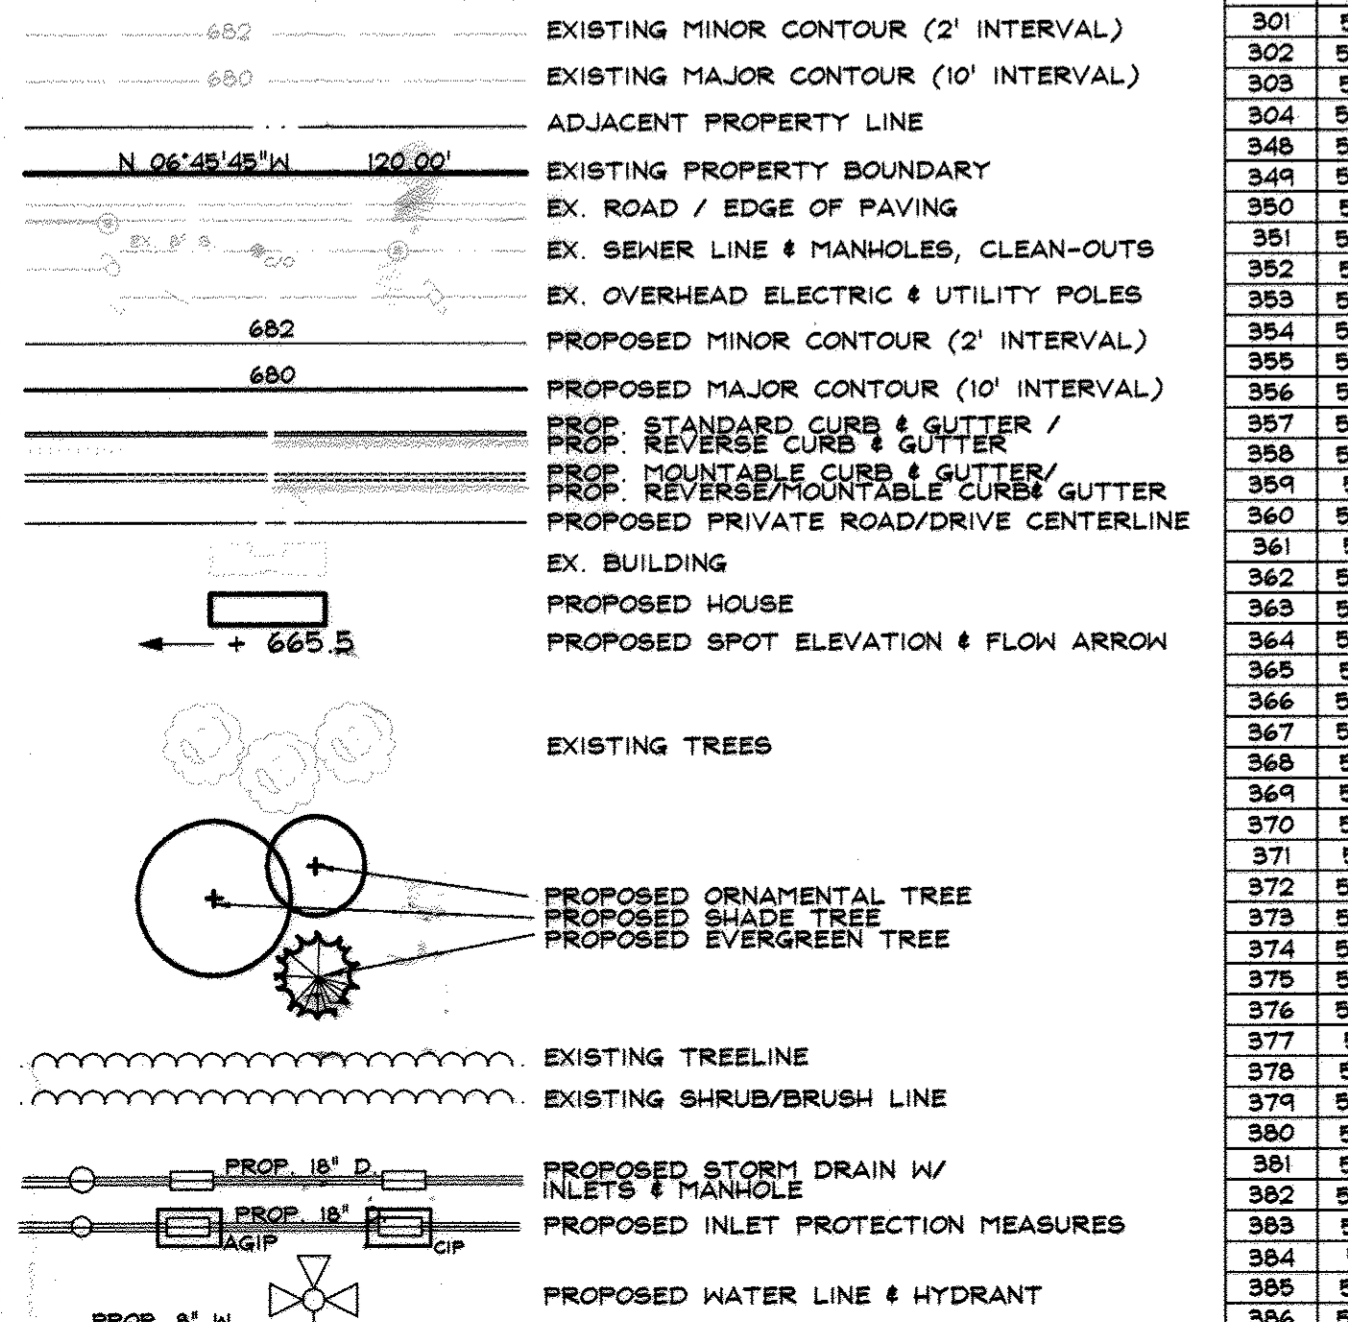 682 EXISTING MINOR CONTOUR (2' INTERVAL)
680 EXISTING MAJOR CONTOUR (10' INTERVAL)
ADJACENT PROPERTY LINE
N 06°45'45"W 120.00' EXISTING PROPERTY BOUNDARY
EX. ROAD / EDGE OF PAVING
EX. 8" S. C/O EX. SEWER LINE & MANHOLES, CLEAN-OUTS
EX. OVERHEAD ELECTRIC & UTILITY POLES
682 PROPOSED MINOR CONTOUR (2' INTERVAL)
680 PROPOSED MAJOR CONTOUR (10' INTERVAL)
PROP. STANDARD CURB & GUTTER /
PROP. REVERSE CURB & GUTTER
PROP. MOUNTABLE CURB & GUTTER/
PROP. REVERSE/MOUNTABLE CURB& GUTTER
PROPOSED PRIVATE ROAD/DRIVE CENTERLINE
EX. BUILDING
PROPOSED HOUSE
+ 665.5 PROPOSED SPOT ELEVATION & FLOW ARROW
EXISTING TREES
PROPOSED ORNAMENTAL TREE
PROPOSED SHADE TREE
PROPOSED EVERGREEN TREE
EXISTING TREELINE
EXISTING SHRUB/BRUSH LINE
PROP. 18" D. PROPOSED STORM DRAIN W/
INLETS & MANHOLE
PROP. 18" D. PROPOSED INLET PROTECTION MEASURES
AGIP CIP
PROPOSED WATER LINE & HYDRANT
PROP. 8" W.
301
302
303
304
348
349
350
351
352
353
354
355
356
357
358
359
360
361
362
363
364
365
366
367
368
369
370
371
372
373
374
375
376
377
378
379
380
381
382
383
384
385
386